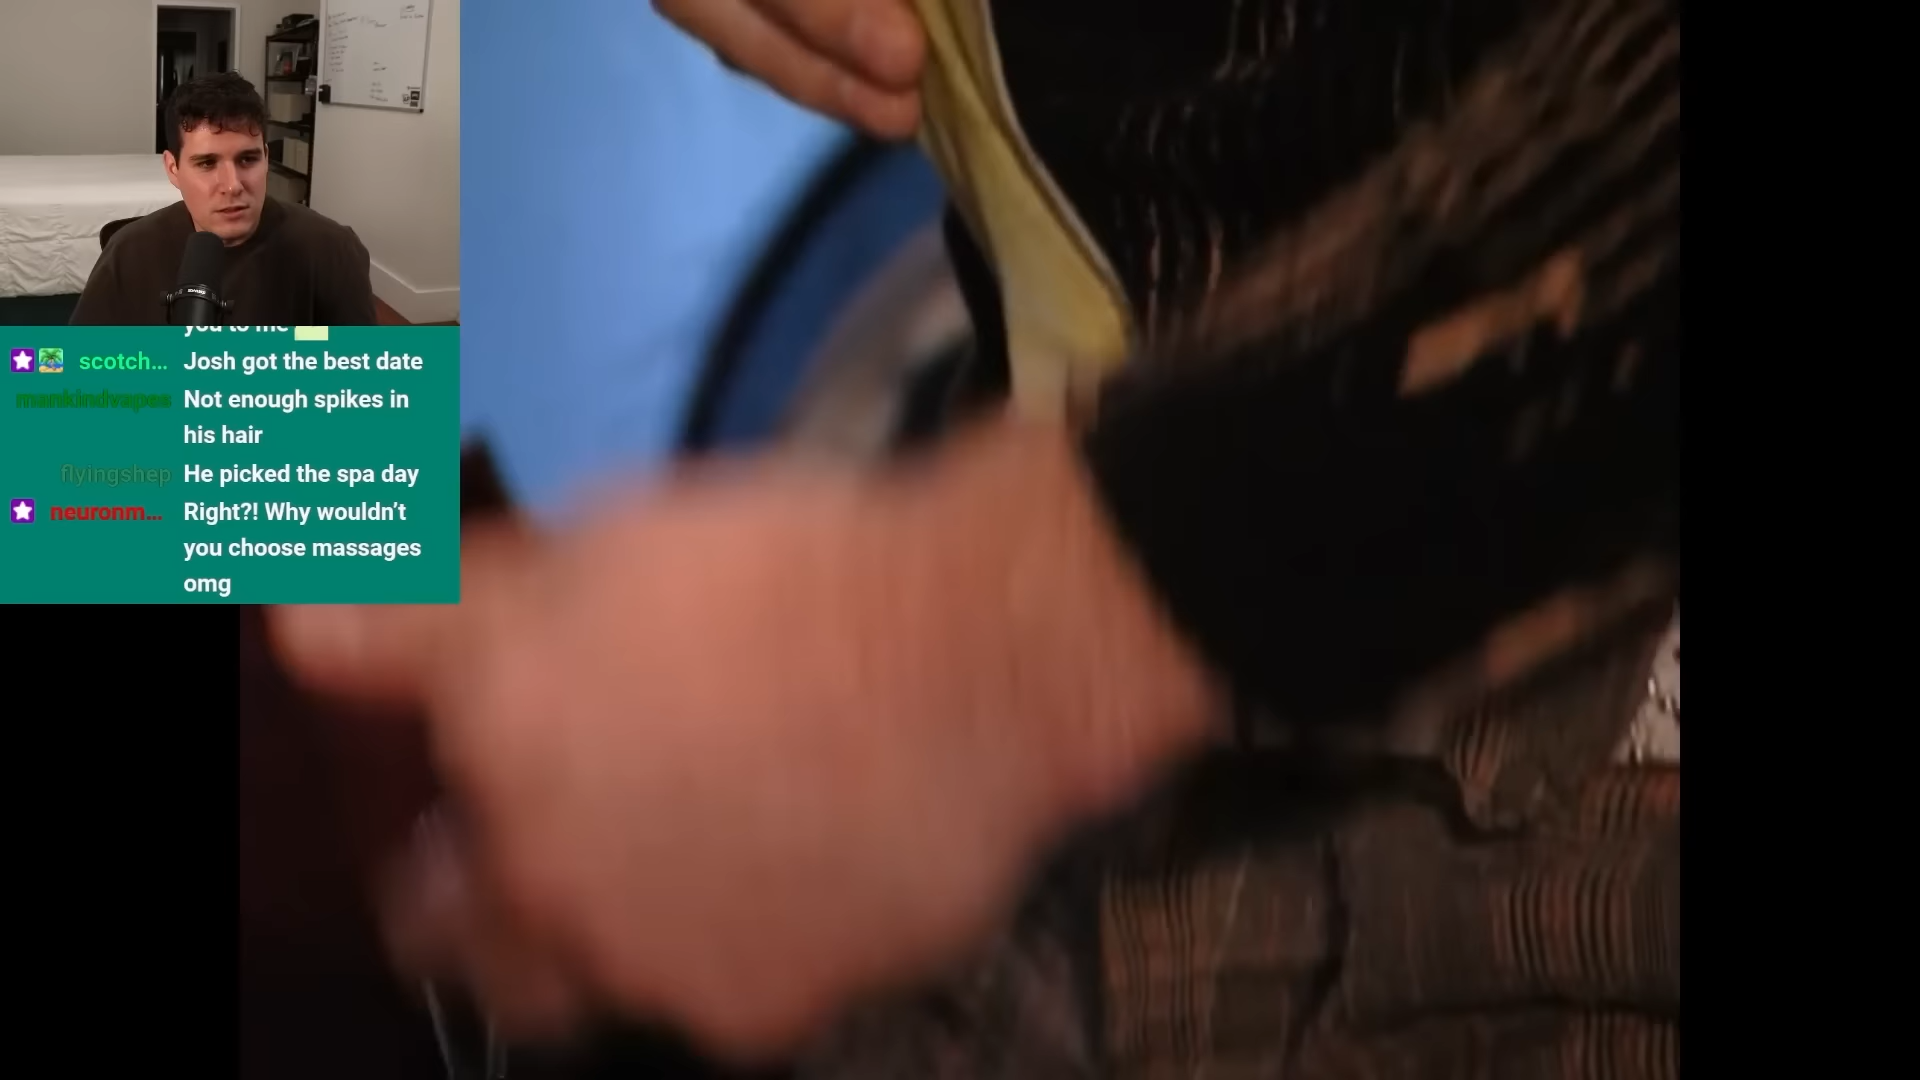 scotch... Josh got the best date
mankindvapes Not enough spikes in
his hair
flyingshep He picked the spa day
neuronm... Right?! Why wouldn't
you choose massages
omg